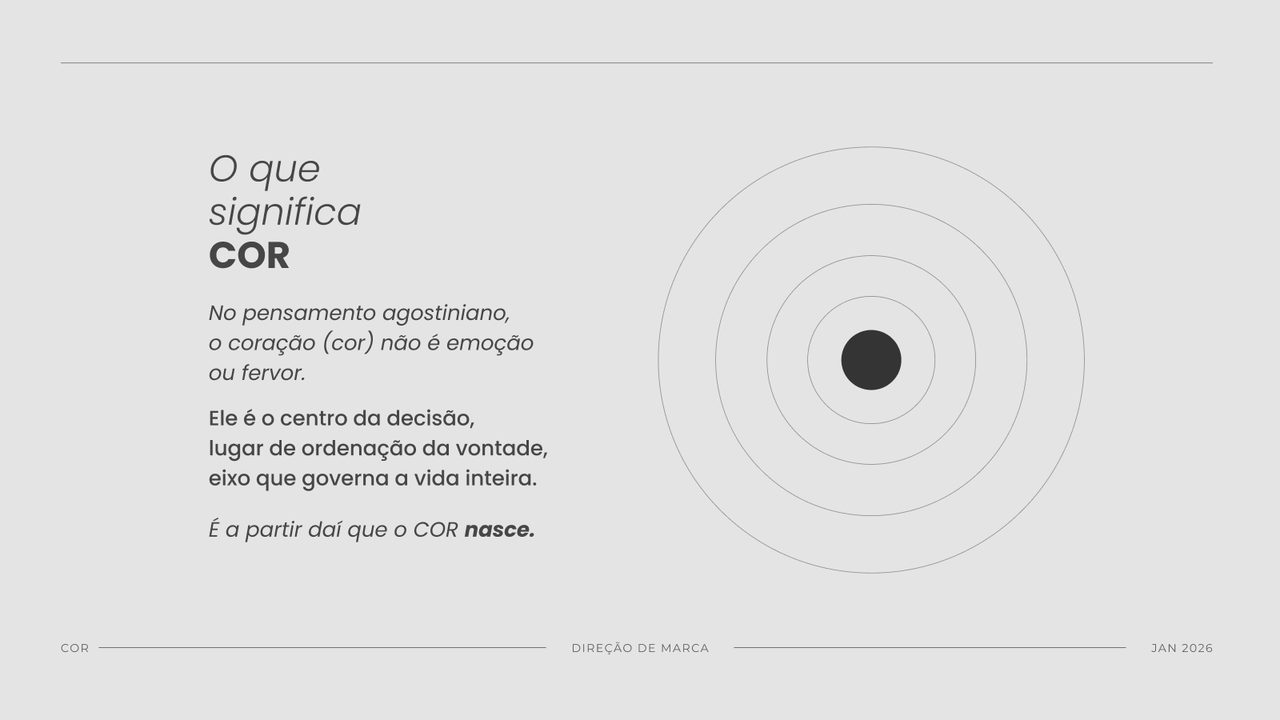 O que
significa
COR
No pensamento agostiniano,
o coração (cor) não é emoção
ou fervor.
Ele é o centro da decisão,
lugar de ordenação da vontade,
eixo que governa a vida inteira.
É a partir daí que o COR nasce.
COR
DIREÇÃO DE MARCA
JAN 2026